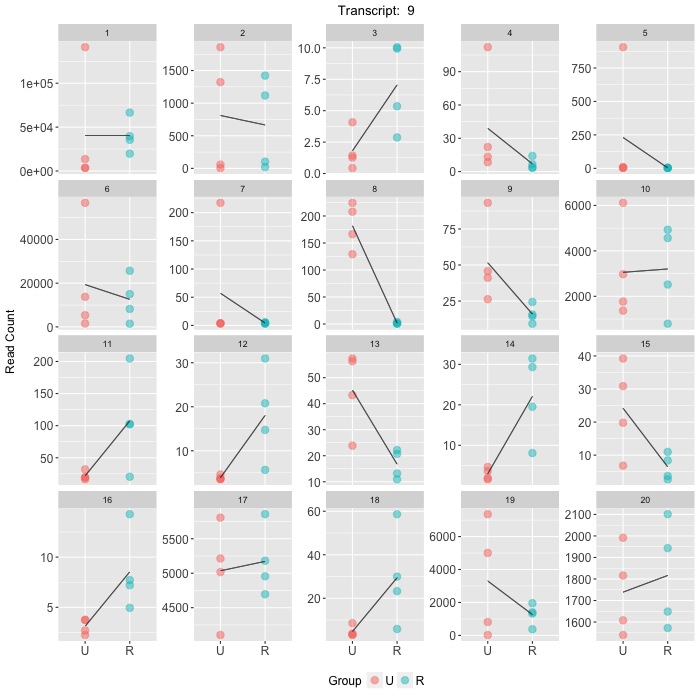 Transcript: 9
1 2 3 4 5
1e+05 5e+04 0e+00
1500 1000 500 0
10.0 7.5 5.0 2.5 0.0
90 60 30 0
750 500 250 0
6 7 8 9 10
40000 20000 0
200 150 100 50 0
200 150 100 50 0
75 50 25
6000 4000 2000
Read Count
11 12 13 14 15
200 150 100 50
30 20 10
50 40 30 20 10
30 20 10
40 30 20 10
16 17 18 19 20
10 5
5500 5000 4500
60 40 20
6000 4000 2000 0
2100 2000 1900 1800 1700 1600
U R U R U R U R U R
Group U R